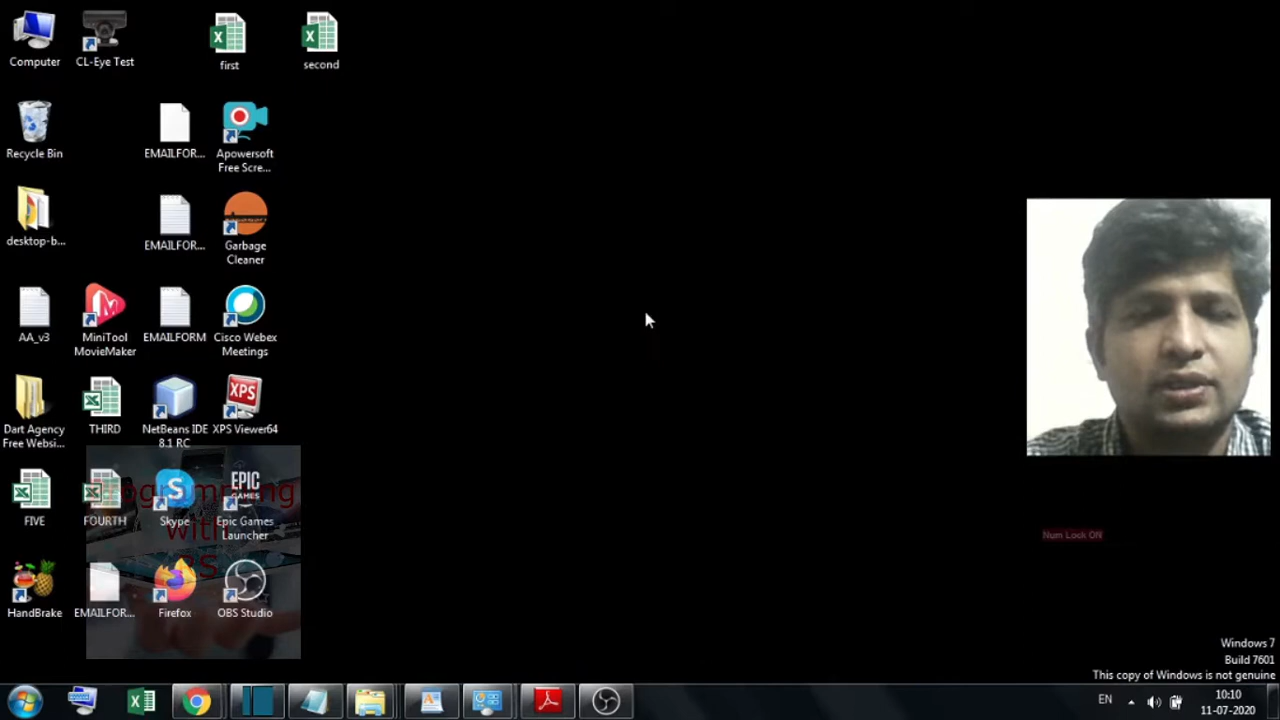 Computer
CL-Eye Test
first
second
Recycle Bin
EMAILFOR...
Apowersoft
Free Scre...
desktop-b...
EMAILFOR...
Garbage
Cleaner
AA_v3
MiniTool
MovieMaker
EMAILFORM
Cisco Webex
Meetings
XPS
Dart Agency
Free Websi...
THIRD
NetBeans IDE
8.1 RC
XPS Viewer64
EPIC
GAMES
Programming
with
FIVE
FOURTH
Skype
Epic Games
Launcher
HandBrake
EMAILFOR...
Firefox
OBS Studio
Num Lock ON
Windows 7
Build 7601
This copy of Windows is not genuine
EN
10:10
11-07-2020